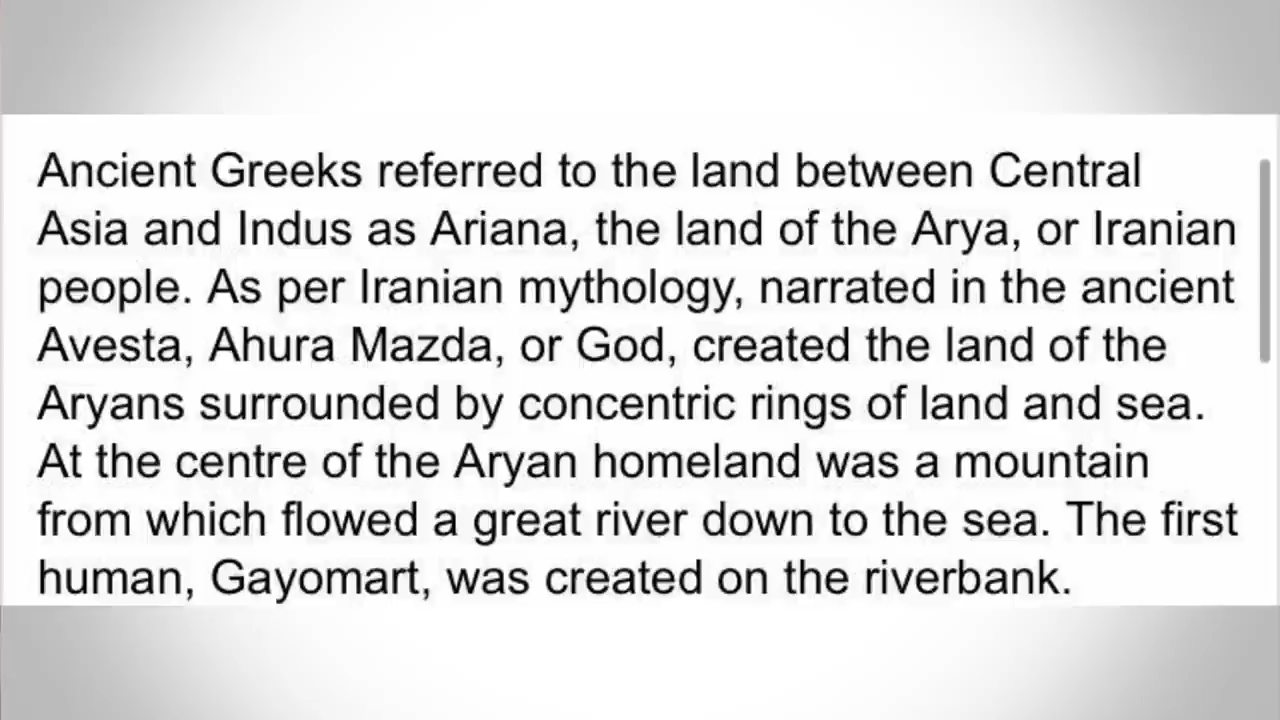 Ancient Greeks referred to the land between Central
Asia and Indus as Ariana, the land of the Arya, or Iranian
people. As per Iranian mythology, narrated in the ancient
Avesta, Ahura Mazda, or God, created the land of the
Aryans surrounded by concentric rings of land and sea.
At the centre of the Aryan homeland was a mountain
from which flowed a great river down to the sea. The first
human, Gayomart, was created on the riverbank.